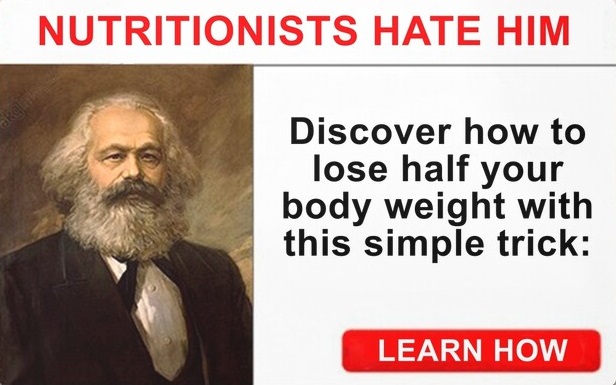 NUTRITIONISTS HATE HIM
Discover how to
lose half your
body weight with
this simple trick:
LEARN HOW